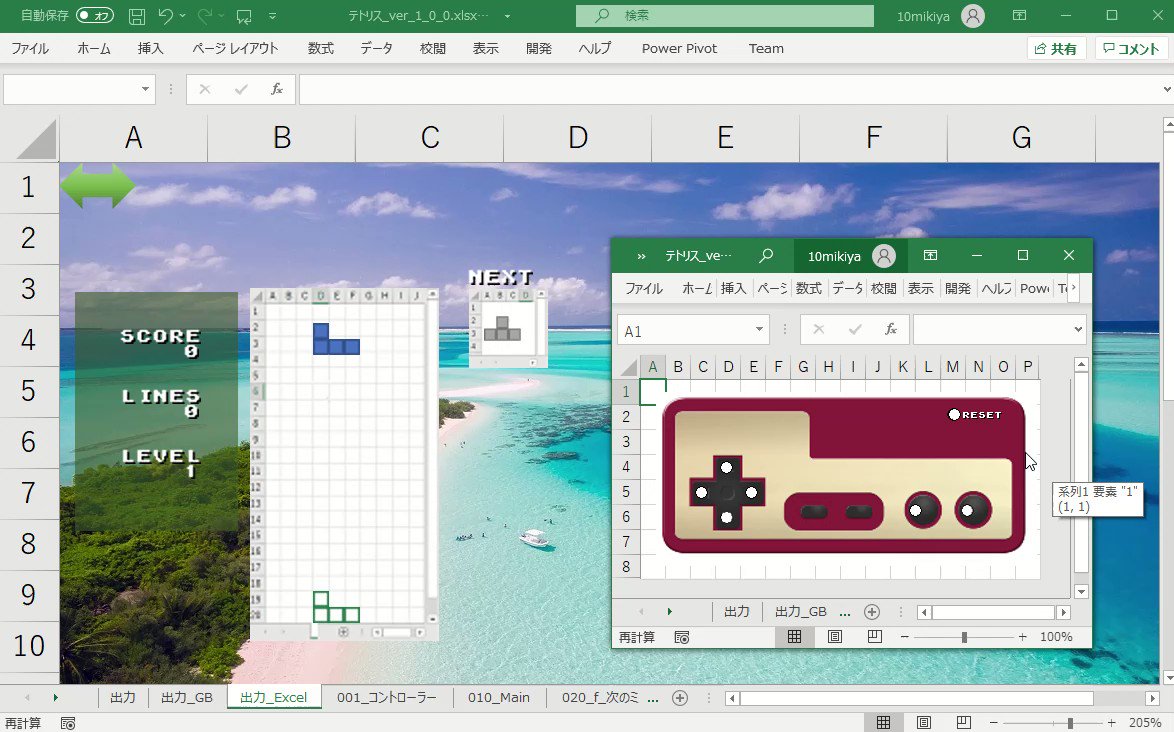 自動保存 オフ テトリス_ver_1_0_0.xlsx… 検索 10mikiya
ファイル ホーム 挿入 ページ レイアウト 数式 データ 校閲 表示 開発 ヘルプ Power Pivot Team 共有 コメント
fx
A B C D E F G
1
2
3
4
5
6
7
8
9
10
SCORE
0
LINES
0
LEVEL
1
A B C D E F G H I J
1
2
3
4
5
6
7
8
9
10
11
12
13
14
15
16
17
18
19
20
NEXT
A B C D
1
2
3
4
» テトリス_ve… 10mikiya
ファイル ホーム 挿入 ページ 数式 データ 校閲 表示 開発 ヘルプ Powe
A1 fx
A B C D E F G H I J K L M N O P
1
2
3
4
5
6
7
8
RESET
系列1 要素 "1"
(1, 1)
出力 出力_GB ...
再計算 100%
出力 出力_GB 出力_Excel 001_コントローラー 010_Main 020_f_次のミ ...
再計算 205%